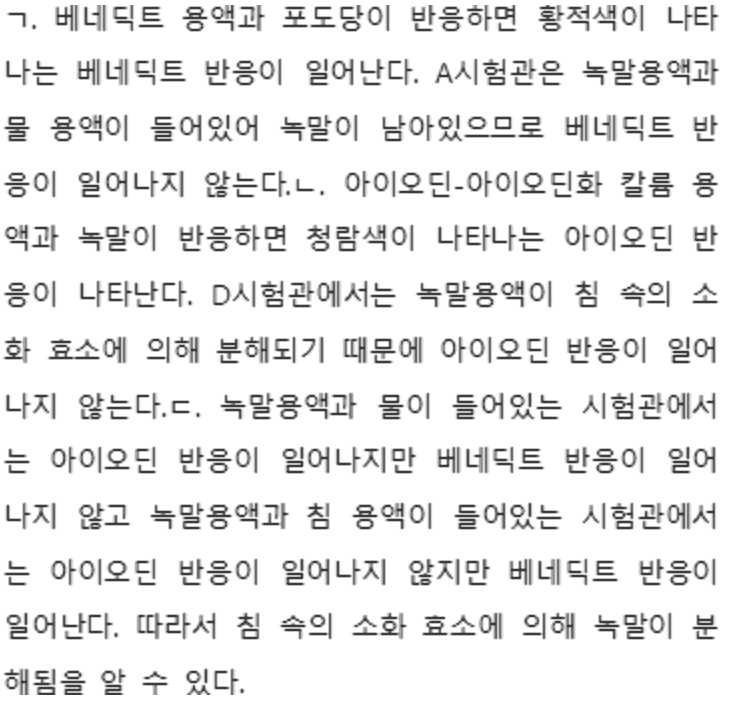 ㄱ. 베네딕트 용액과 포도당이 반응하면 황적색이 나타
나는 베네딕트 반응이 일어난다. A시험관은 녹말용액과
물 용액이 들어있어 녹말이 남아있으므로 베네딕트 반
응이 일어나지 않는다.ㄴ. 아이오딘-아이오딘화 칼륨 용
액과 녹말이 반응하면 청람색이 나타나는 아이오딘 반
응이 나타난다. D시험관에서는 녹말용액이 침 속의 소
화 효소에 의해 분해되기 때문에 아이오딘 반응이 일어
나지 않는다.ㄷ. 녹말용액과 물이 들어있는 시험관에서
는 아이오딘 반응이 일어나지만 베네딕트 반응이 일어
나지 않고 녹말용액과 침 용액이 들어있는 시험관에서
는 아이오딘 반응이 일어나지 않지만 베네딕트 반응이
일어난다. 따라서 침 속의 소화 효소에 의해 녹말이 분
해됨을 알 수 있다.